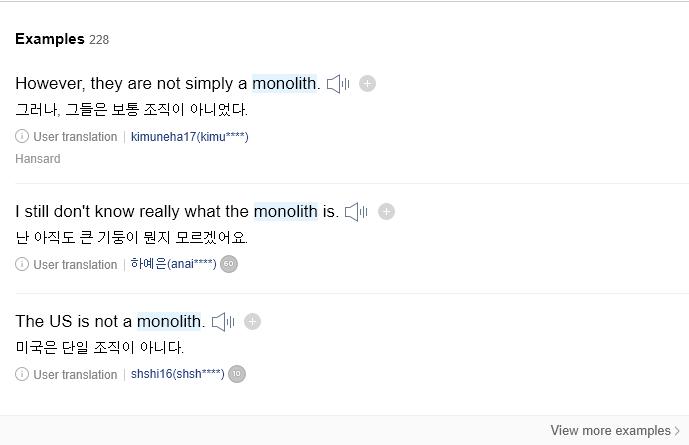 Examples 228
However, they are not simply a monolith.
그러나, 그들은 보통 조직이 아니었다.
User translation | kimuneha17(kimu****)
Hansard
I still don't know really what the monolith is.
난 아직도 큰 기둥이 뭔지 모르겠어요.
User translation | 하예은(anai****) 60
The US is not a monolith.
미국은 단일 조직이 아니다.
User translation | shshi16(shsh****) 10
View more examples